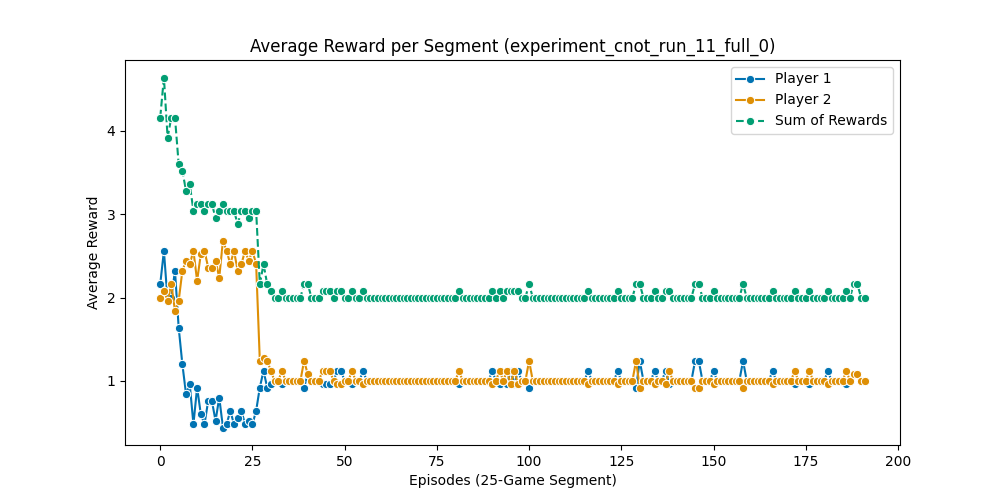 Average Reward per Segment (experiment_cnot_run_11_full_0)
Player 1
Player 2
Sum of Rewards
Average Reward
4
3
2
1
0 25 50 75 100 125 150 175 200
Episodes (25-Game Segment)